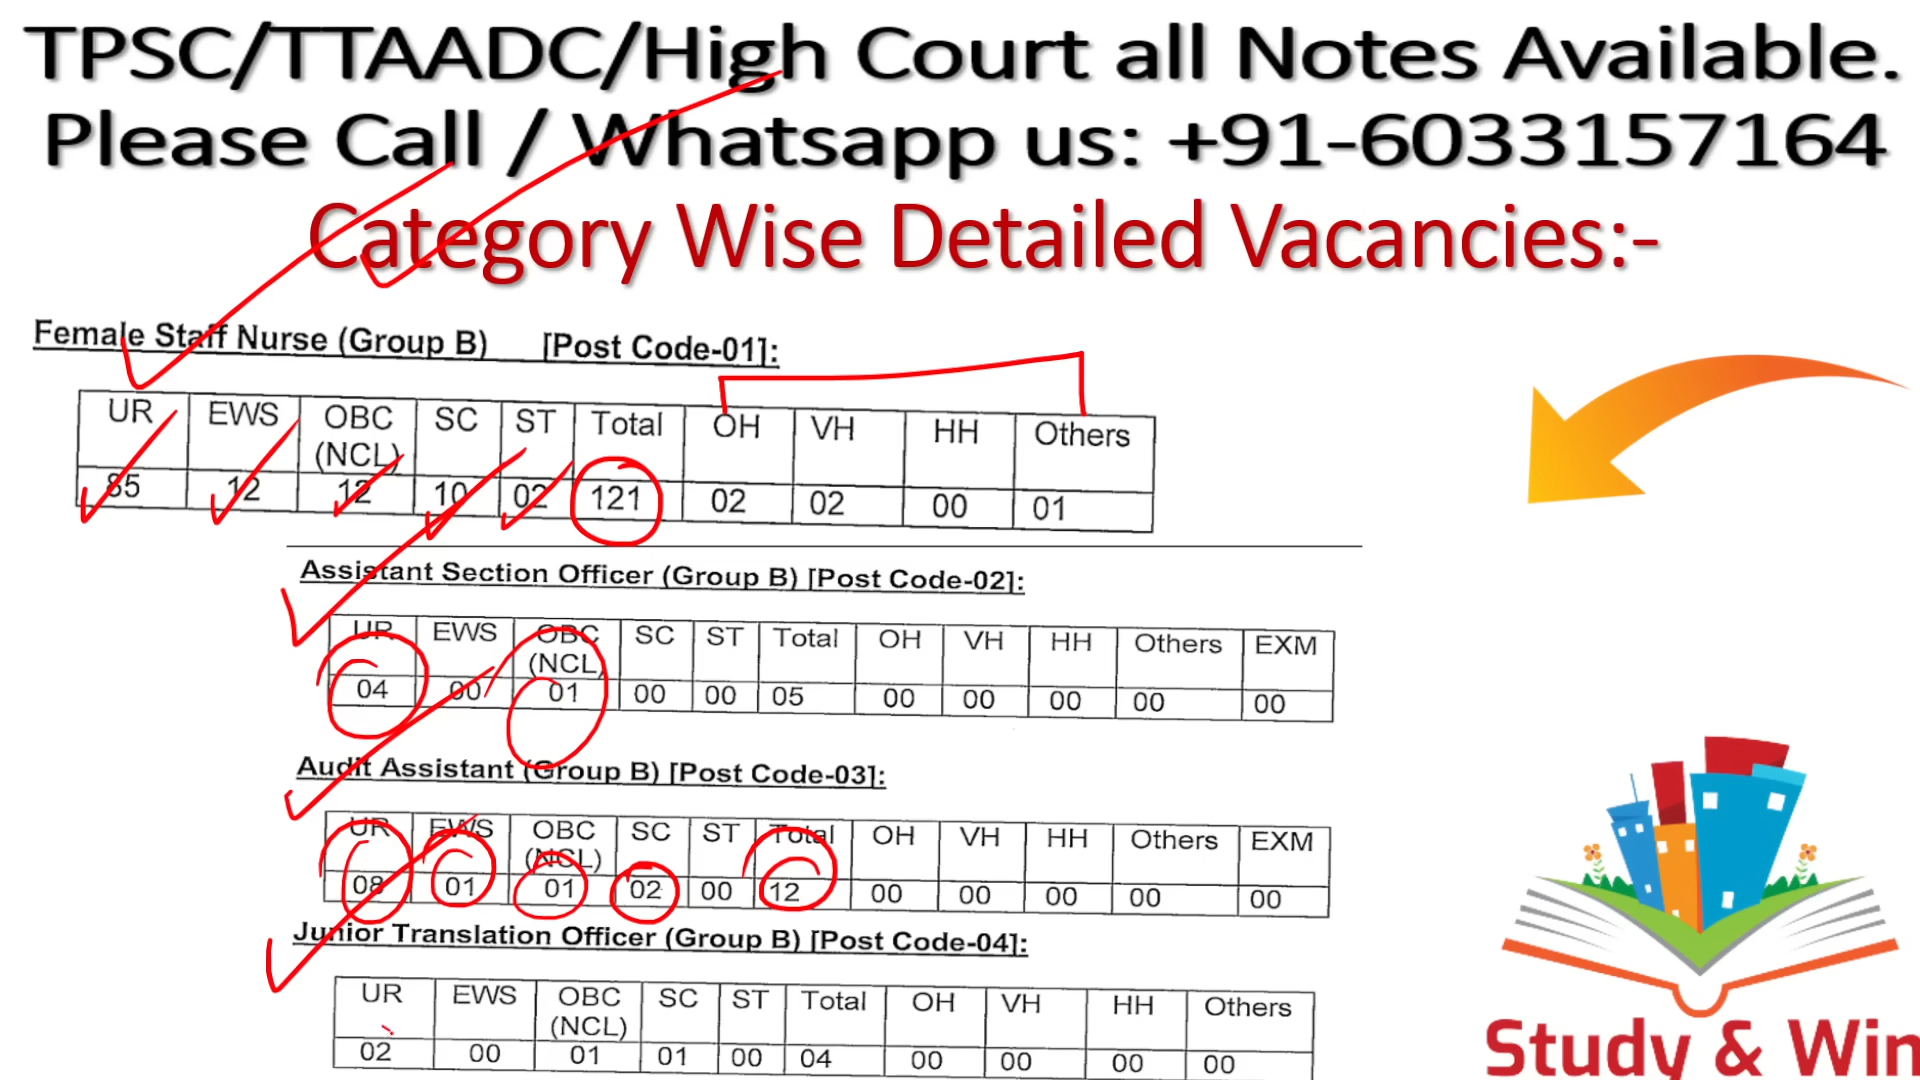 TPSC/TTAADC/High Court all Notes Available.
Please Call / Whatsapp us: +91-6033157164
Category Wise Detailed Vacancies:-
Female Staff Nurse (Group B) [Post Code-01]:
UR EWS OBC (NCL) SC ST Total OH VH HH Others
85 12 12 10 02 121 02 02 00 01
Assistant Section Officer (Group B) [Post Code-02]:
UR EWS OBC (NCL) SC ST Total OH VH HH Others EXM
04 00 01 00 00 05 00 00 00 00 00
Audit Assistant (Group B) [Post Code-03]:
UR EWS OBC (NCL) SC ST Total OH VH HH Others EXM
08 01 01 02 00 12 00 00 00 00 00
Junior Translation Officer (Group B) [Post Code-04]:
UR EWS OBC (NCL) SC ST Total OH VH HH Others
02 00 01 01 00 04 00 00 00 00
Study & Win